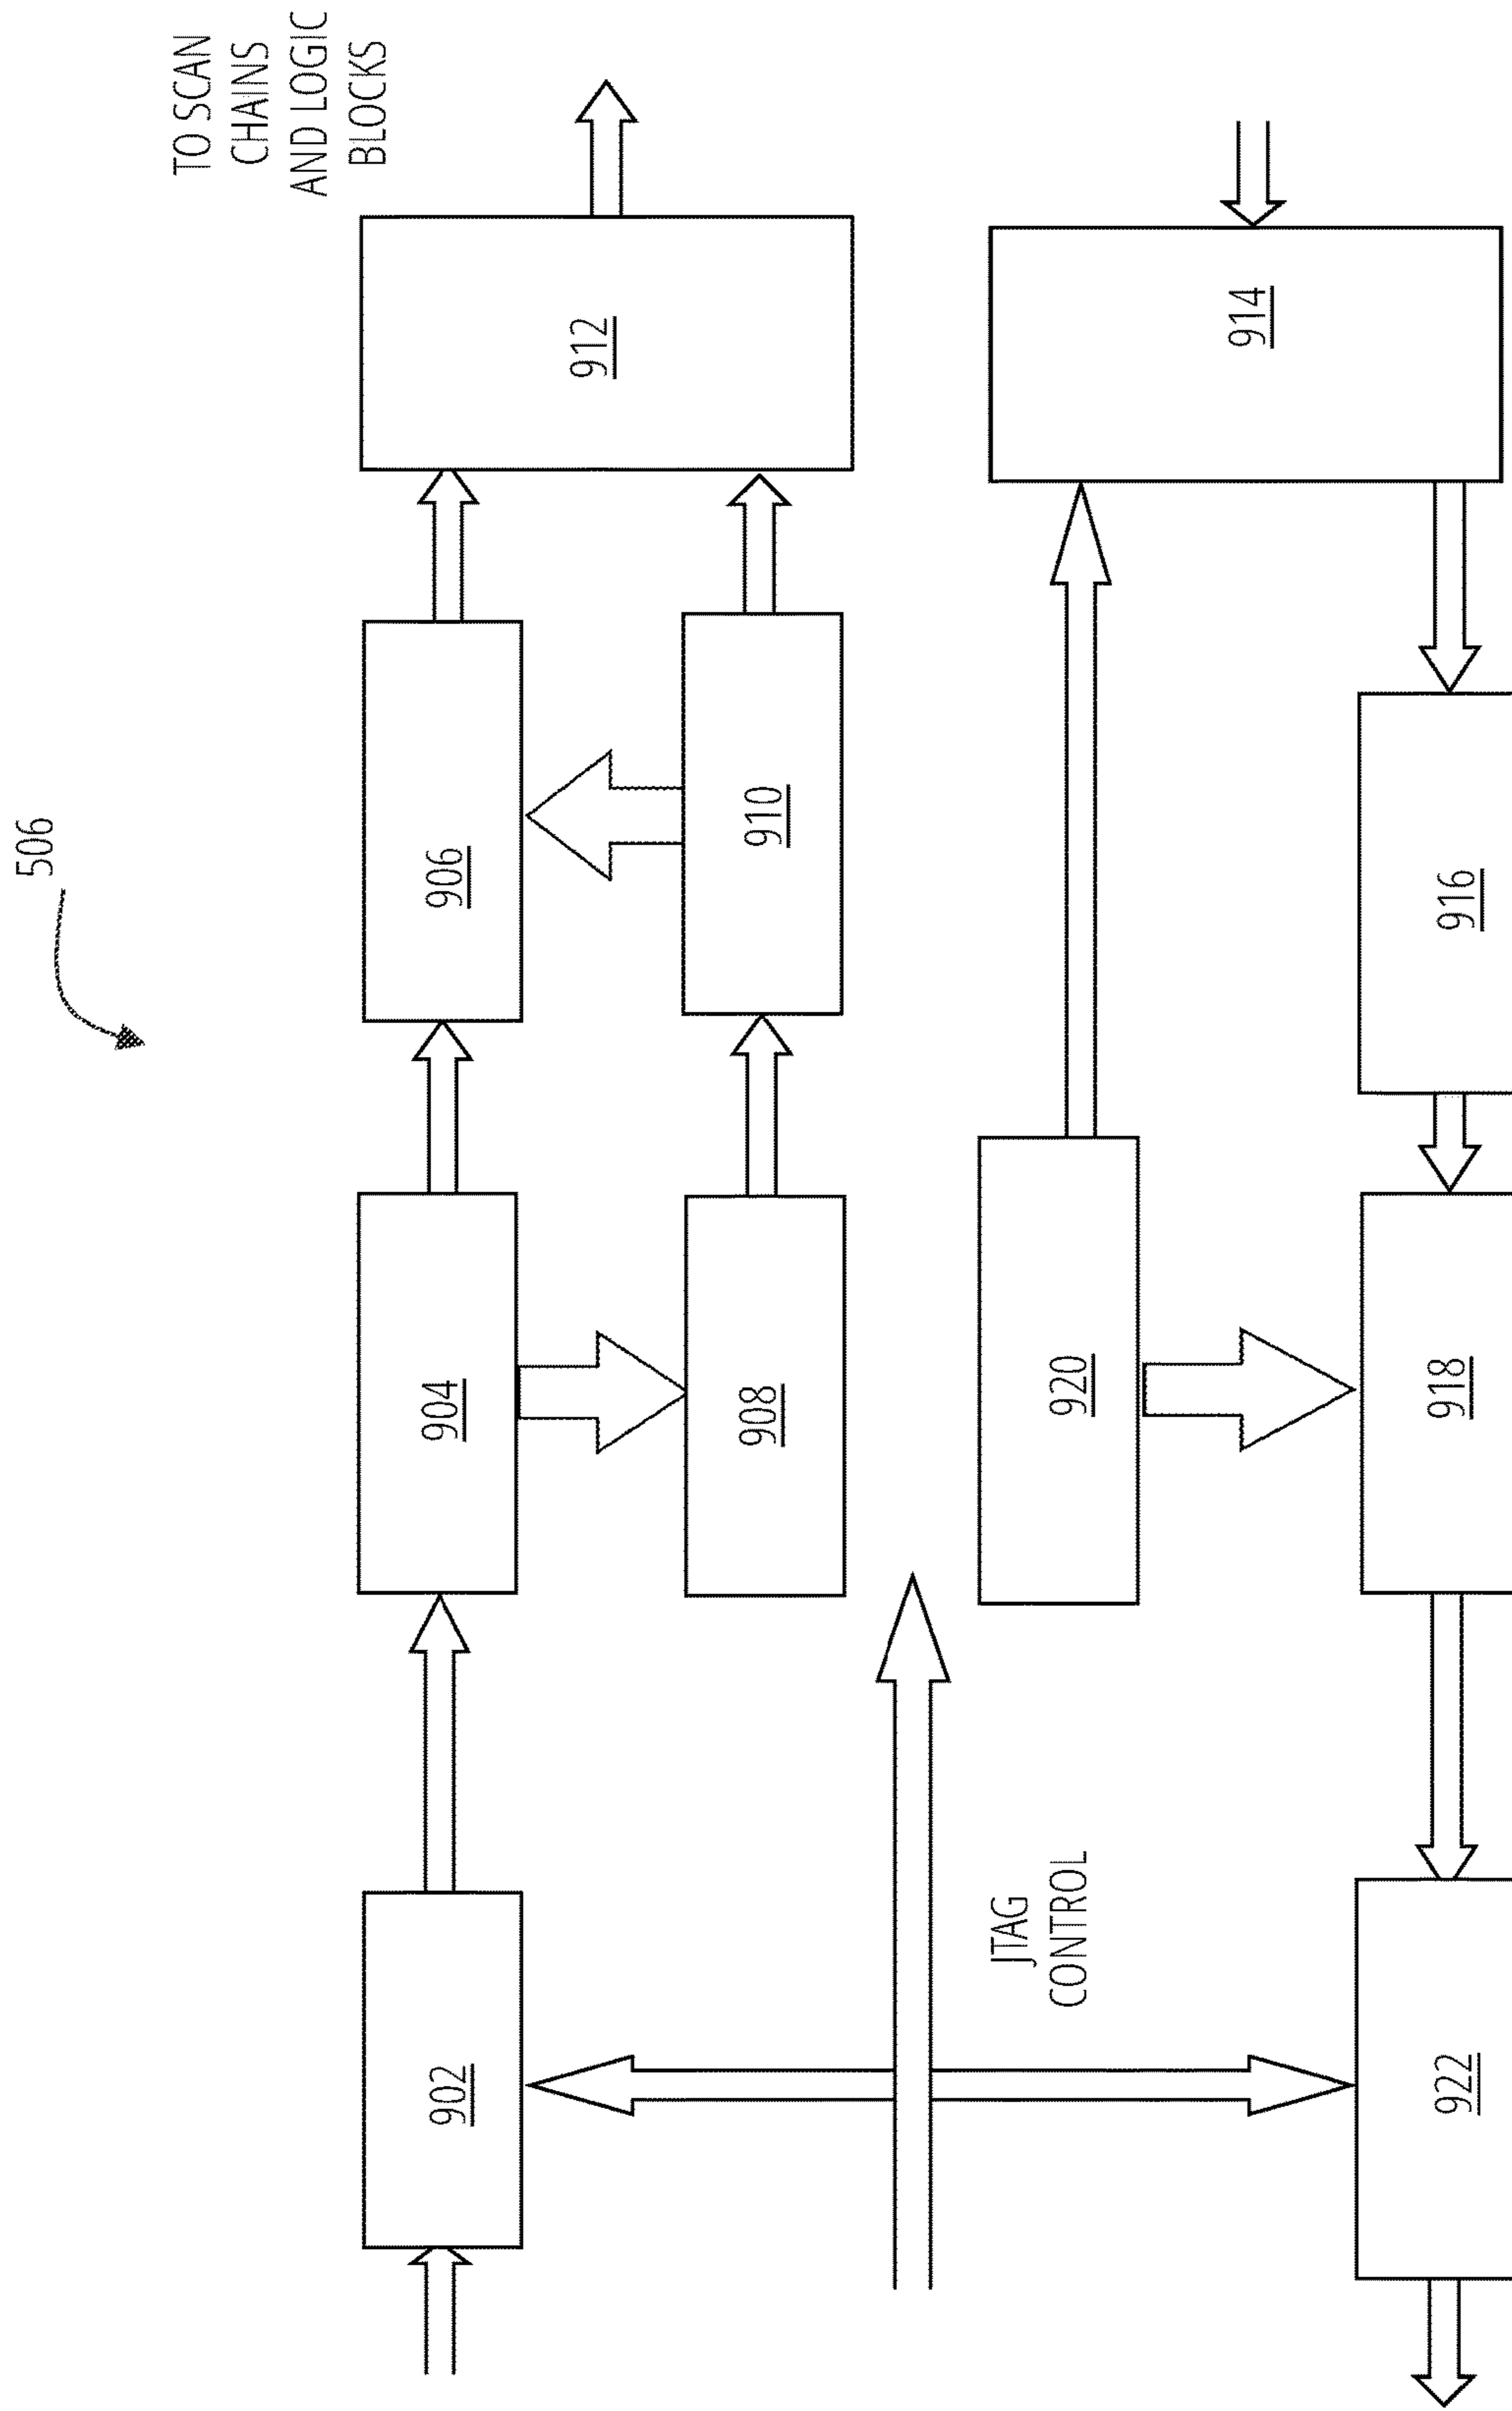 506
TO SCAN
CHAINS
AND LOGIC
BLOCKS
902
904
906
912
908
910
JTAG
CONTROL
920
914
922
918
916